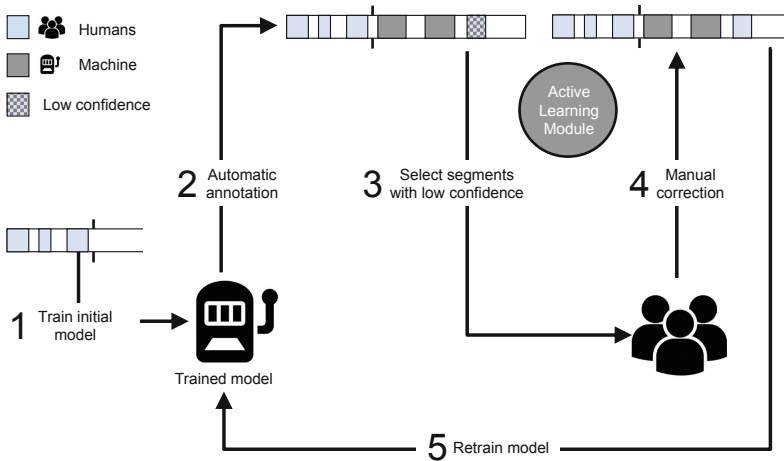 Humans
Machine
Low confidence
Active
Learning
Module
2 Automatic
annotation
3 Select segments
with low confidence
4 Manual
correction
1 Train initial
model
Trained model
5 Retrain model